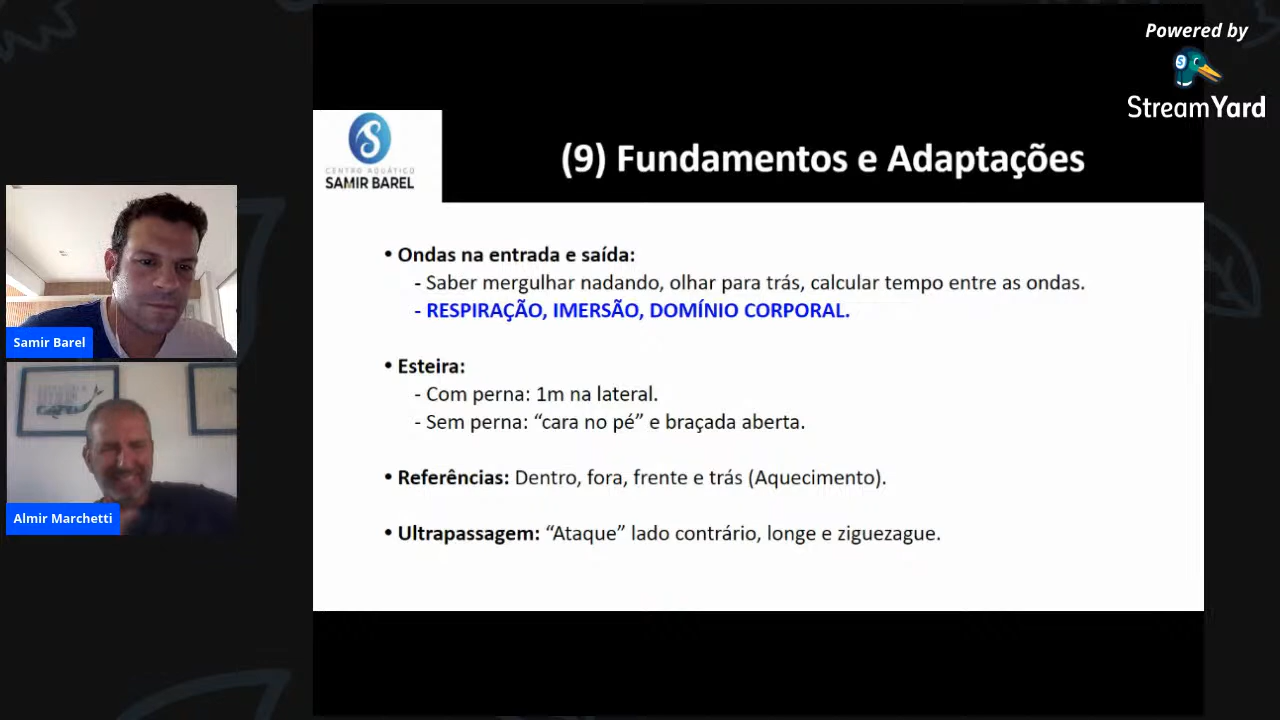 Powered by
StreamYard
CENTRO AQUÁTICO
SAMIR BAREL
(9) Fundamentos e Adaptações
• Ondas na entrada e saída:
- Saber mergulhar nadando, olhar para trás, calcular tempo entre as ondas.
- RESPIRAÇÃO, IMERSÃO, DOMÍNIO CORPORAL.
• Esteira:
- Com perna: 1m na lateral.
- Sem perna: “cara no pé” e braçada aberta.
• Referências: Dentro, fora, frente e trás (Aquecimento).
• Ultrapassagem: “Ataque” lado contrário, longe e ziguezague.
Samir Barel
Almir Marchetti